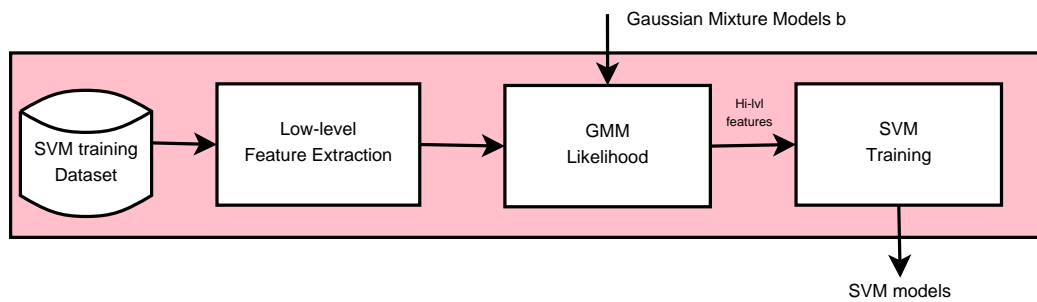 Gaussian Mixture Models b
SVM training
Dataset
Low-level
Feature Extraction
GMM
Likelihood
Hi-lvl
features
SVM
Training
SVM models